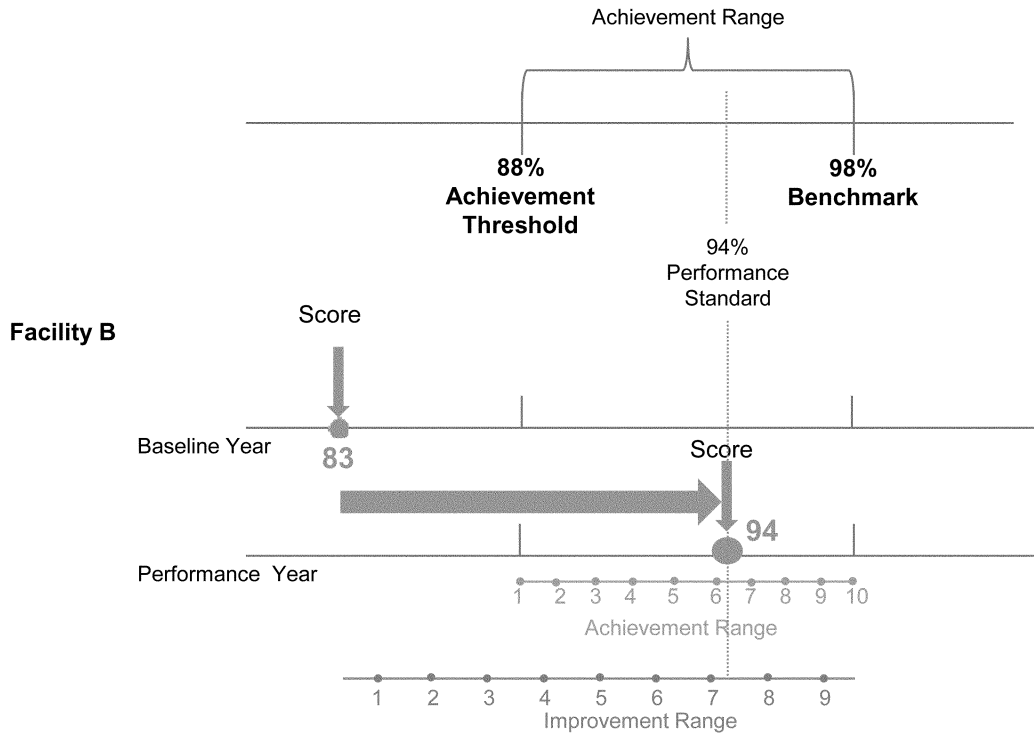 Achievement Range
88%
Achievement
Threshold
98%
Benchmark
94%
Performance
Standard
Facility B
Score
Baseline Year
83
Score
94
Performance Year
1 2 3 4 5 6 7 8 9 10
Achievement Range
1 2 3 4 5 6 7 8 9
Improvement Range